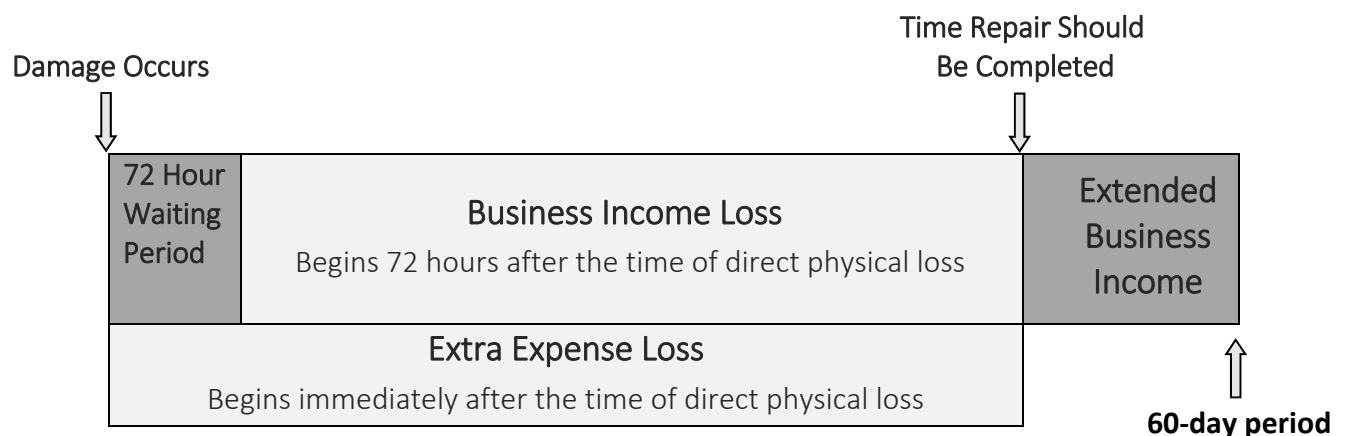 Time Repair Should
Be Completed
Damage Occurs
72 Hour
Waiting
Period
Business Income Loss
Begins 72 hours after the time of direct physical loss
Extended
Business
Income
Extra Expense Loss
Begins immediately after the time of direct physical loss
60-day period